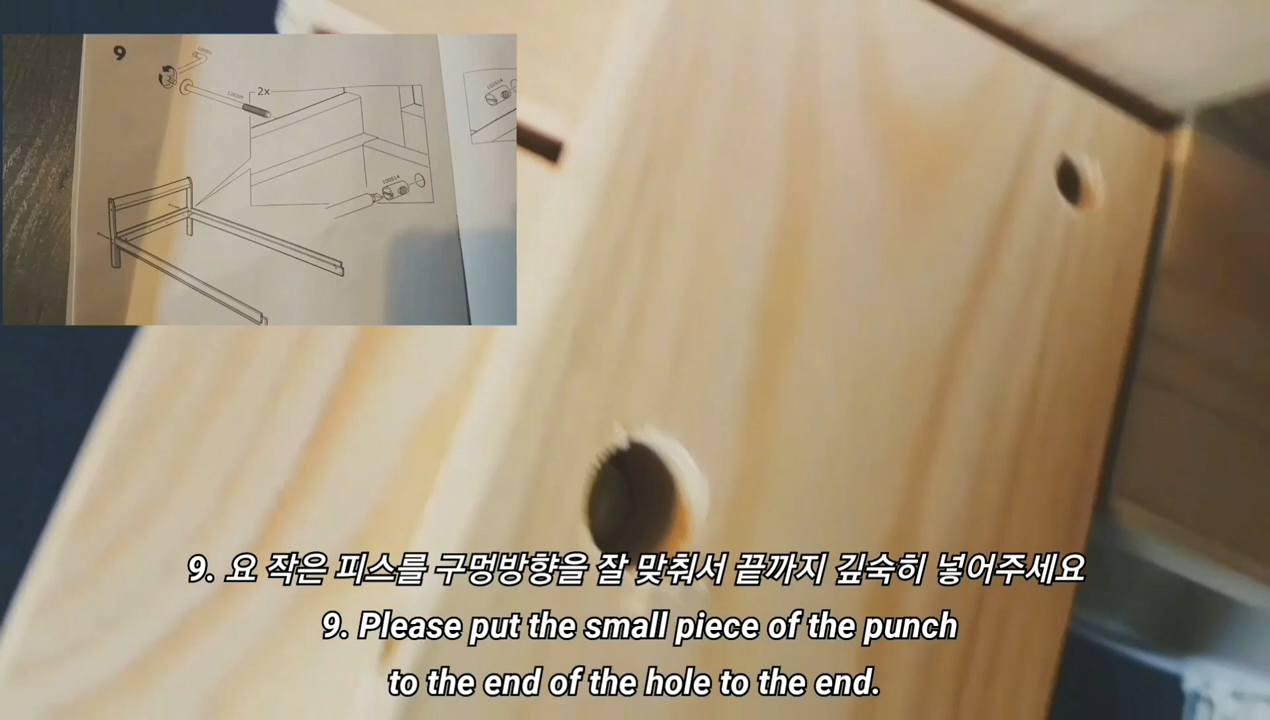 9
2x
100514
9. 요 작은 피스를 구멍방향을 잘 맞춰서 끝까지 깊숙히 넣어주세요
9. Please put the small piece of the punch
to the end of the hole to the end.